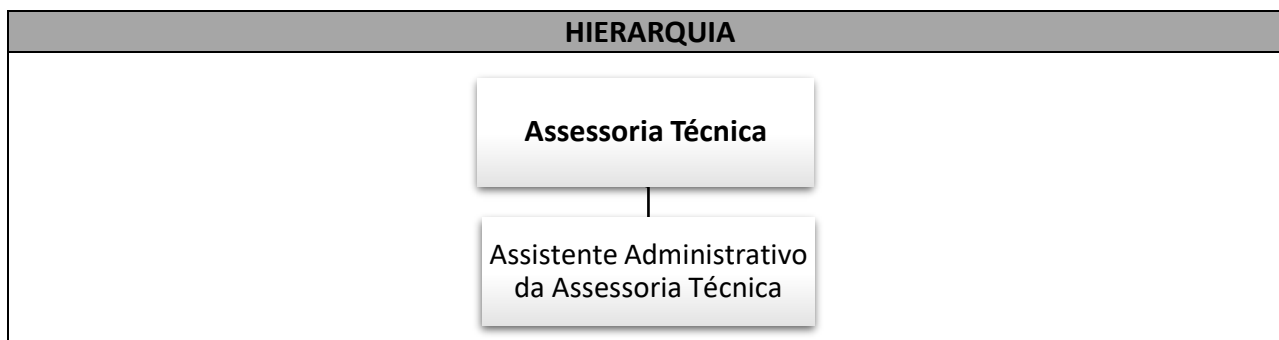 HIERARQUIA
Assessoria Técnica
Assistente Administrativo
da Assessoria Técnica